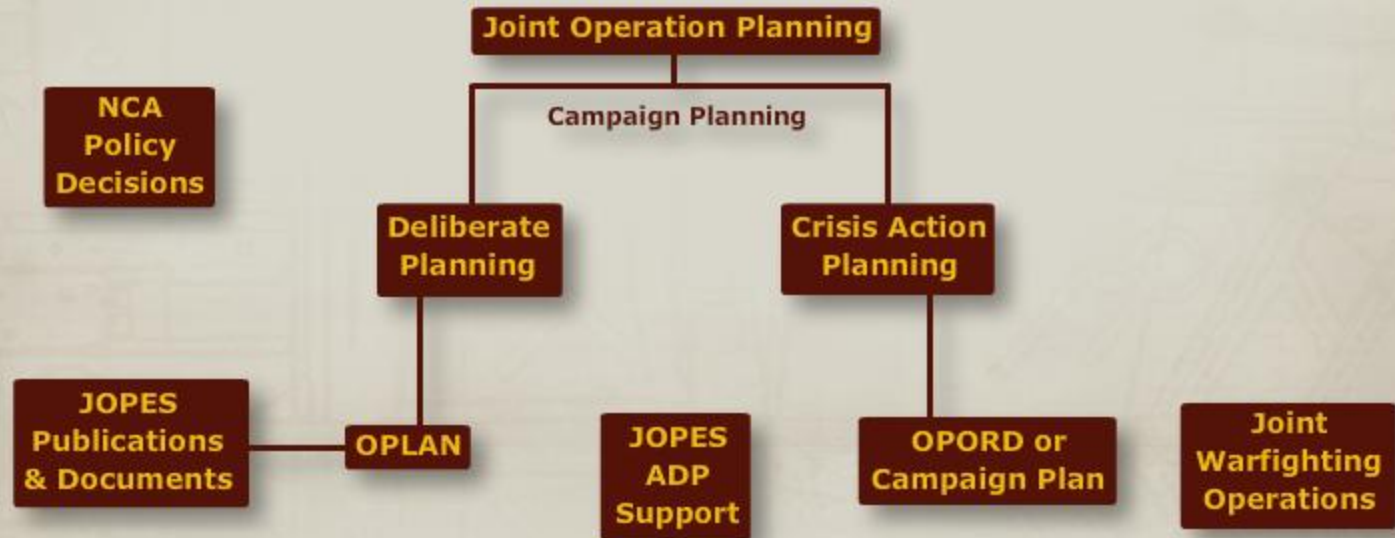 Joint Operation Planning
Campaign Planning
NCA
Policy
Decisions
Deliberate
Planning
Crisis Action
Planning
JOPES
Publications
& Documents
OPLAN
JOPES
ADP
Support
OPORD or
Campaign Plan
Joint
Warfighting
Operations